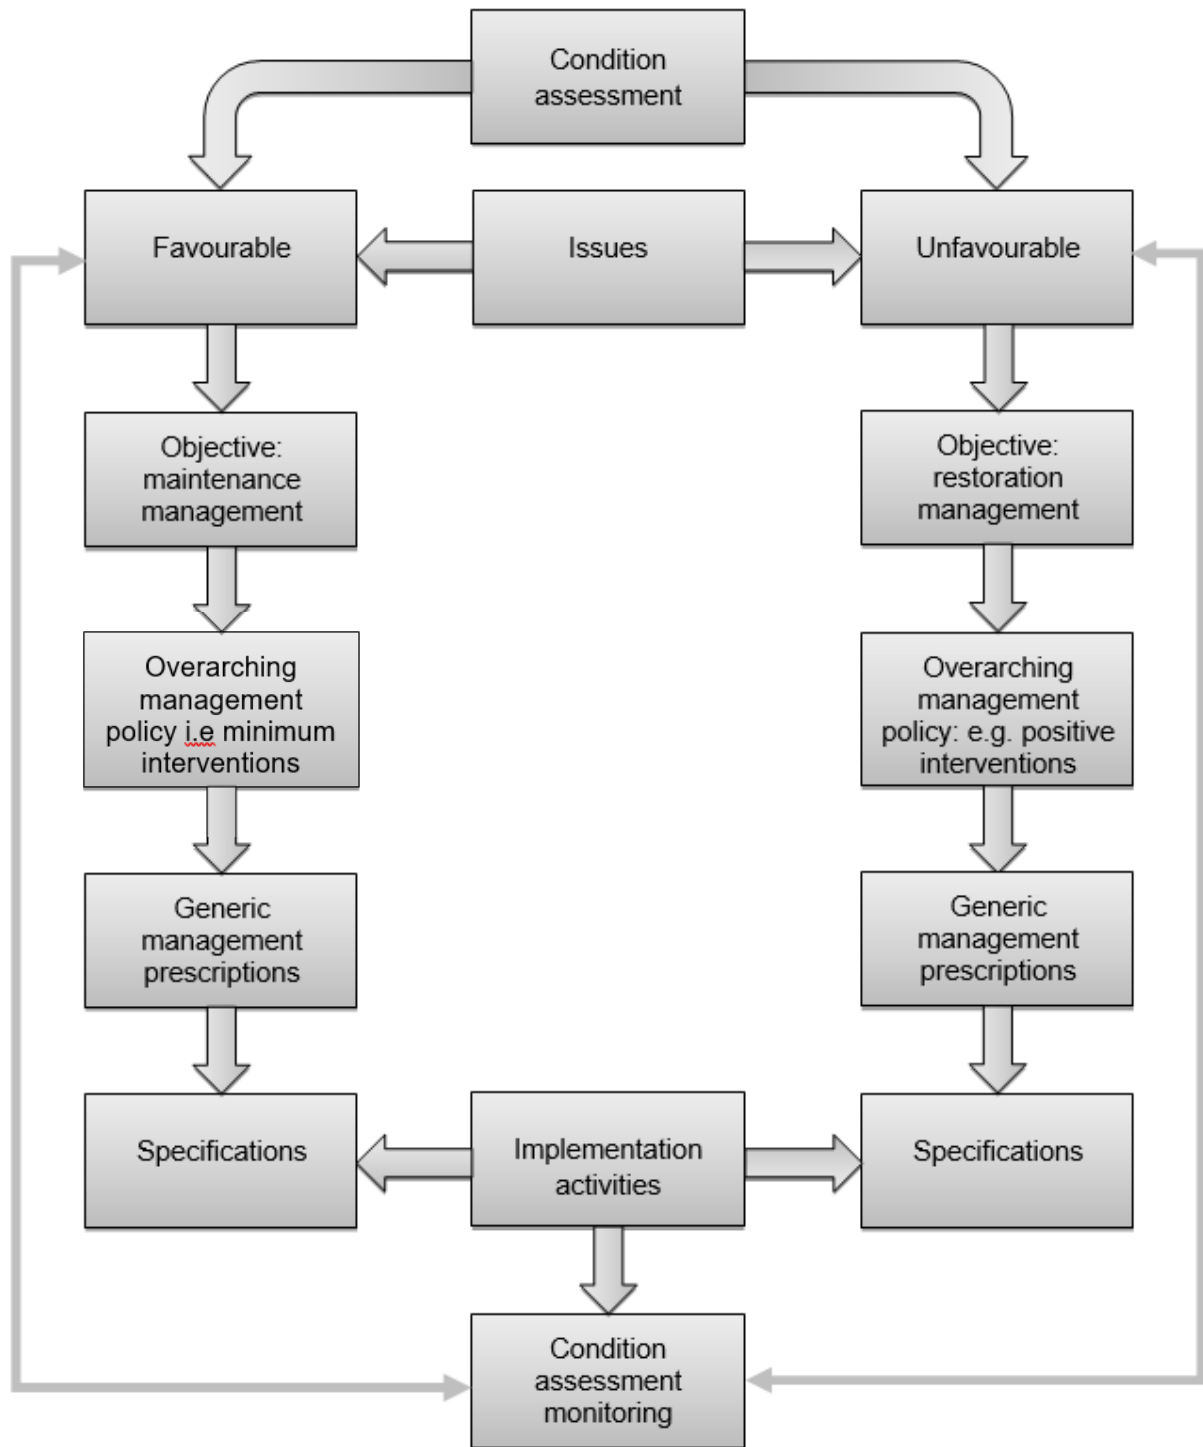 Condition
assessment
Favourable
Issues
Unfavourable
Objective:
maintenance
management
Objective:
restoration
management
Overarching
management
policy i.e minimum
interventions
Overarching
management
policy: e.g. positive
interventions
Generic
management
prescriptions
Generic
management
prescriptions
Specifications
Implementation
activities
Specifications
Condition
assessment
monitoring